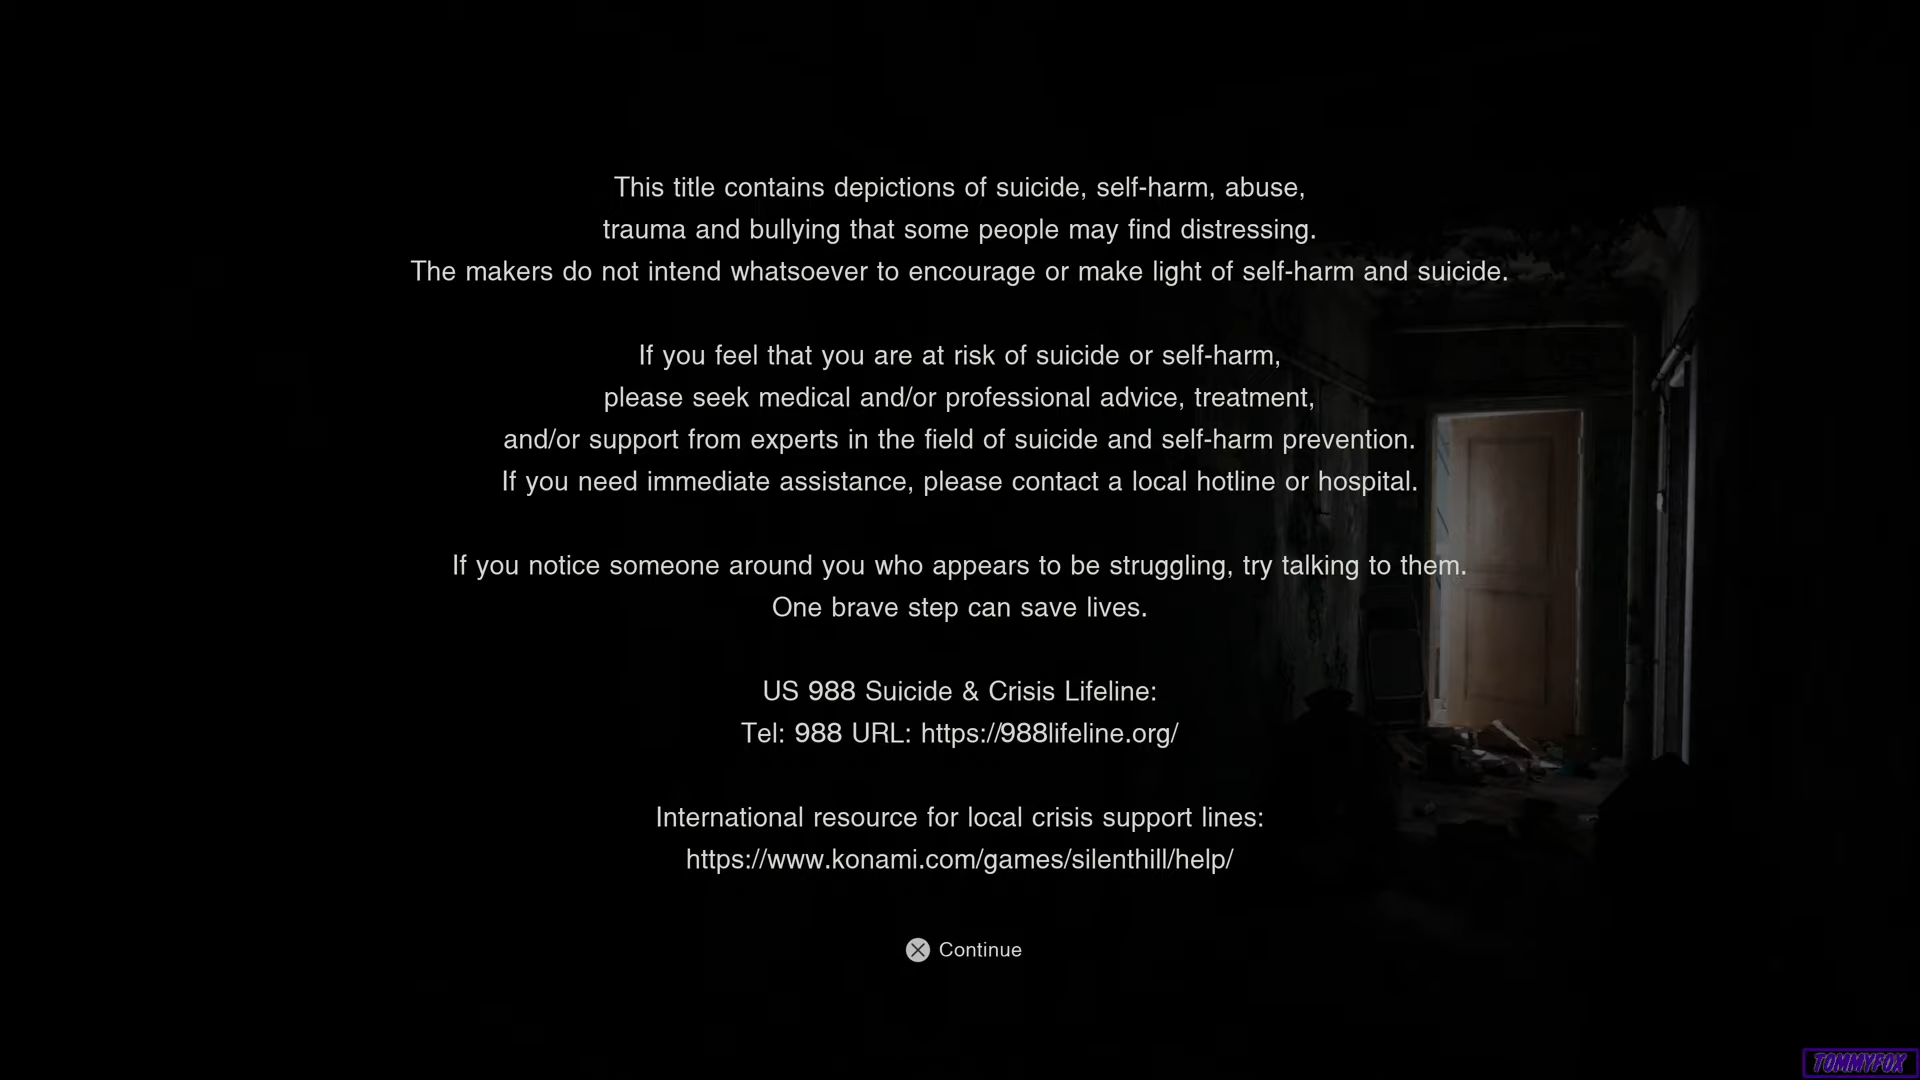 This title contains depictions of suicide, self-harm, abuse,
trauma and bullying that some people may find distressing.
The makers do not intend whatsoever to encourage or make light of self-harm and suicide.
If you feel that you are at risk of suicide or self-harm,
please seek medical and/or professional advice, treatment,
and/or support from experts in the field of suicide and self-harm prevention.
If you need immediate assistance, please contact a local hotline or hospital.
If you notice someone around you who appears to be struggling, try talking to them.
One brave step can save lives.
US 988 Suicide & Crisis Lifeline:
Tel: 988 URL: https://988lifeline.org/
International resource for local crisis support lines:
https://www.konami.com/games/silenthill/help/
Continue
TOMMYFOX